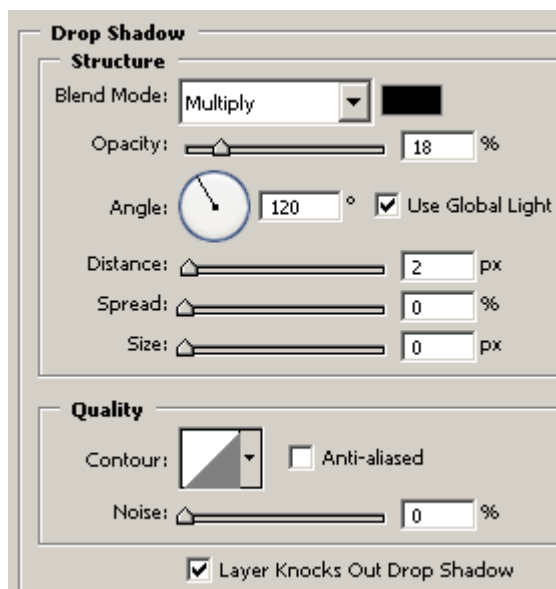 Drop Shadow
Structure
Blend Mode: Multiply
Opacity: 18 %
Angle: 120 ° Use Global Light
Distance: 2 px
Spread: 0 %
Size: 0 px
Quality
Contour: Anti-aliased
Noise: 0 %
Layer Knocks Out Drop Shadow